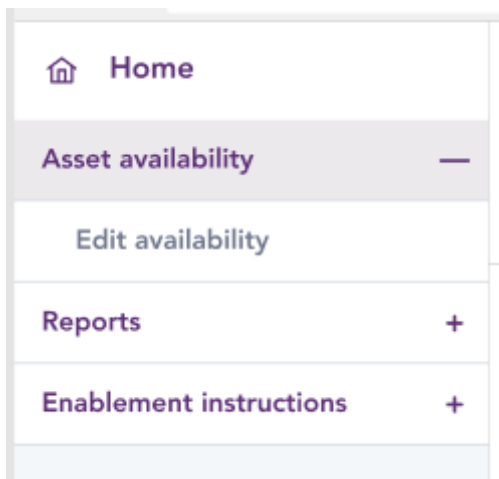 Home
Asset availability
Edit availability
Reports
Enablement instructions